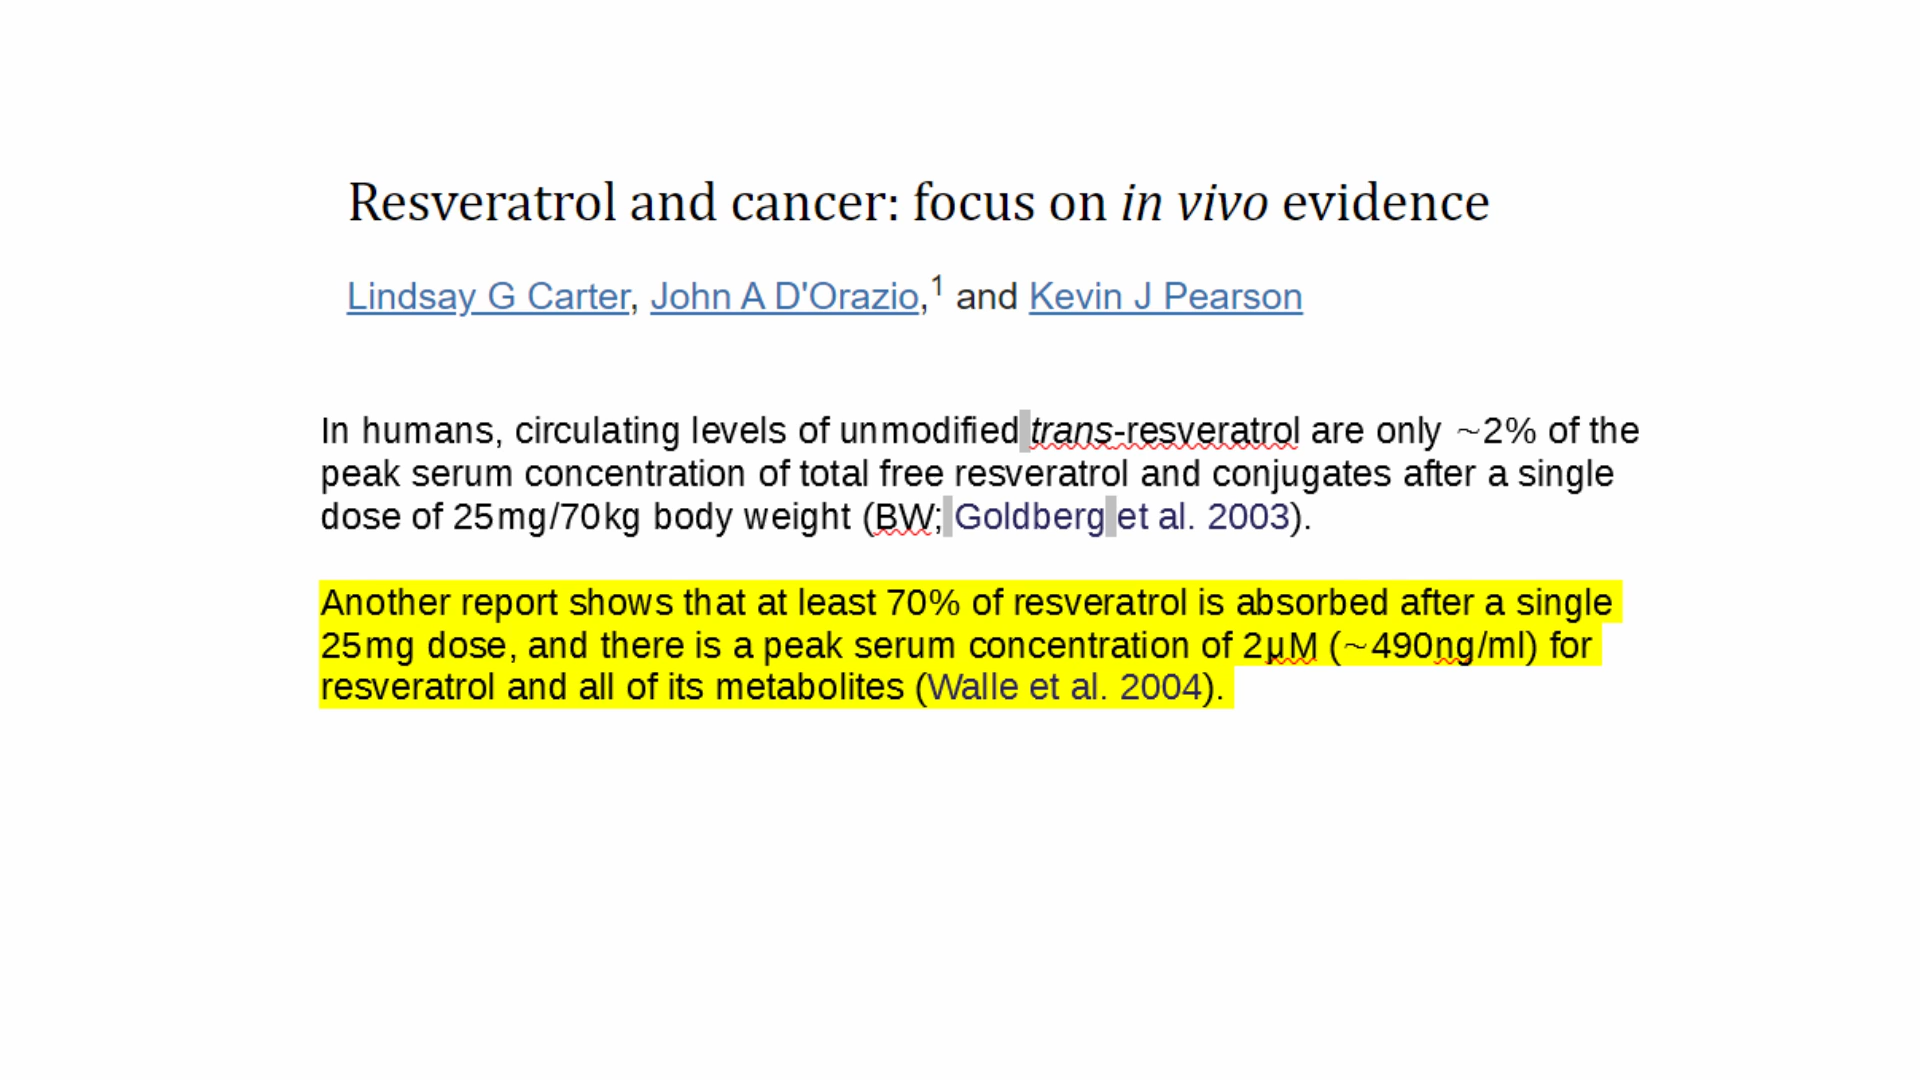 Resveratrol and cancer: focus on in vivo evidence
Lindsay G Carter, John A D'Orazio,1 and Kevin J Pearson
In humans, circulating levels of unmodified trans-resveratrol are only ~2% of the
peak serum concentration of total free resveratrol and conjugates after a single
dose of 25mg/70kg body weight (BW; Goldberg et al. 2003).
Another report shows that at least 70% of resveratrol is absorbed after a single
25mg dose, and there is a peak serum concentration of 2µM (~490ng/ml) for
resveratrol and all of its metabolites (Walle et al. 2004).